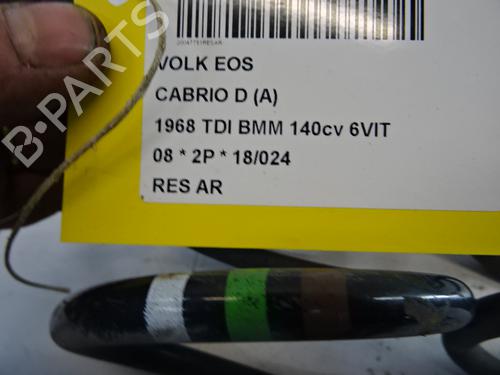 B-PARTS
VOLK EOS
CABRIO D (A)
1968 TDI BMM 140cv 6VIT
08 * 2P * 18/024
RES AR